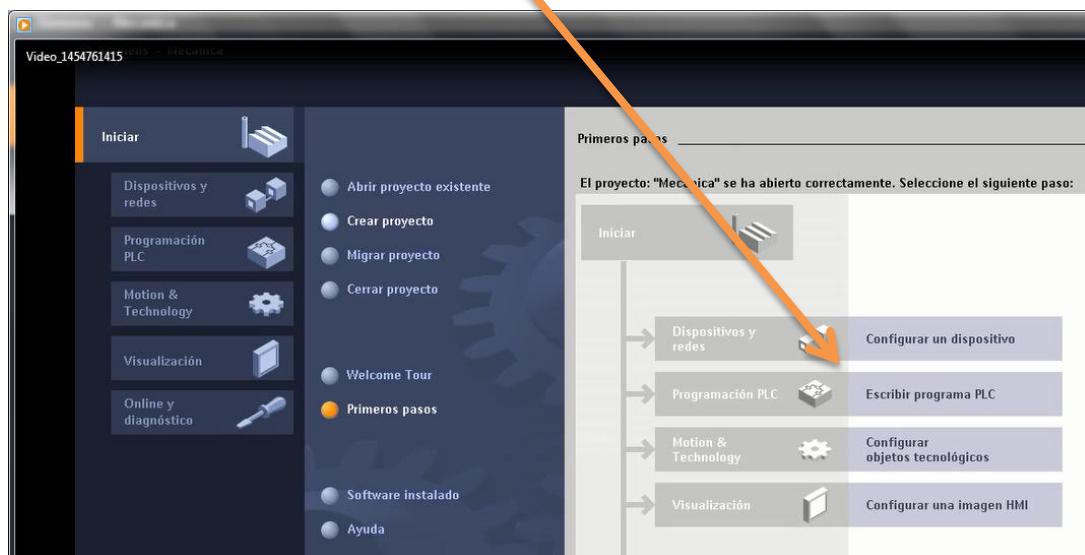 Video_1454761415
Iniciar
Dispositivos y
redes
Programación
PLC
Motion &
Technology
Visualización
Online y
diagnóstico
Abrir proyecto existente
Crear proyecto
Migrar proyecto
Cerrar proyecto
Welcome Tour
Primeros pasos
Software instalado
Ayuda
Primeros pasos
El proyecto: "Mecánica" se ha abierto correctamente. Seleccione el siguiente paso:
Iniciar
Dispositivos y
redes
Configurar un dispositivo
Programación PLC
Escribir programa PLC
Motion &
Technology
Configurar
objetos tecnológicos
Visualización
Configurar una imagen HMI